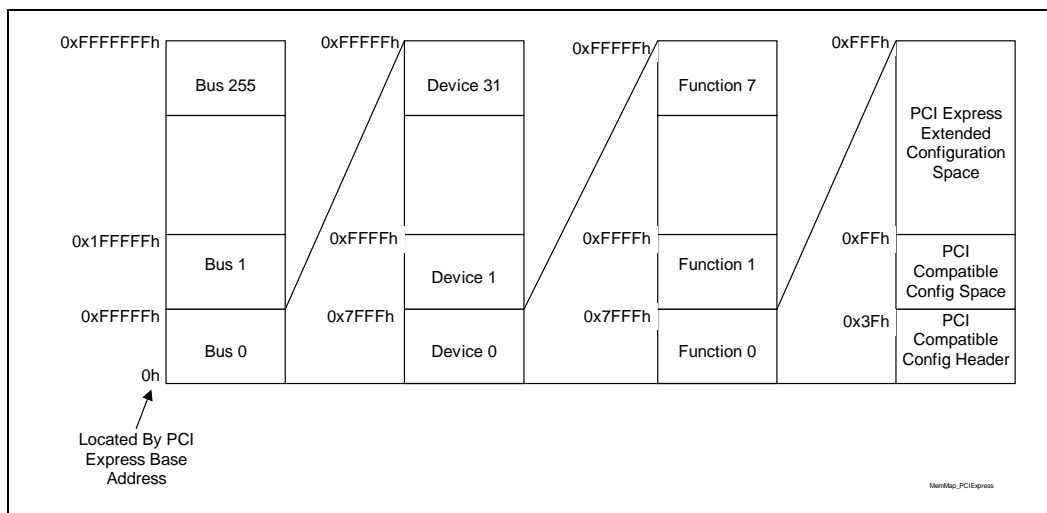 0xFFFFFFFh
0xFFFFFh
0xFFFFFh
0xFFFh
Bus 255
Device 31
Function 7
PCI Express
Extended
Configuration
Space
0x1FFFFFh
0xFFFFh
0xFFFFh
0xFFh
Bus 1
Device 1
Function 1
PCI
Compatible
Config Space
0xFFFFFh
0x7FFFh
0x7FFFh
0x3Fh
Bus 0
Device 0
Function 0
PCI
Compatible
Config Header
0h
Located By PCI
Express Base
Address
MemMap_PCIExpress